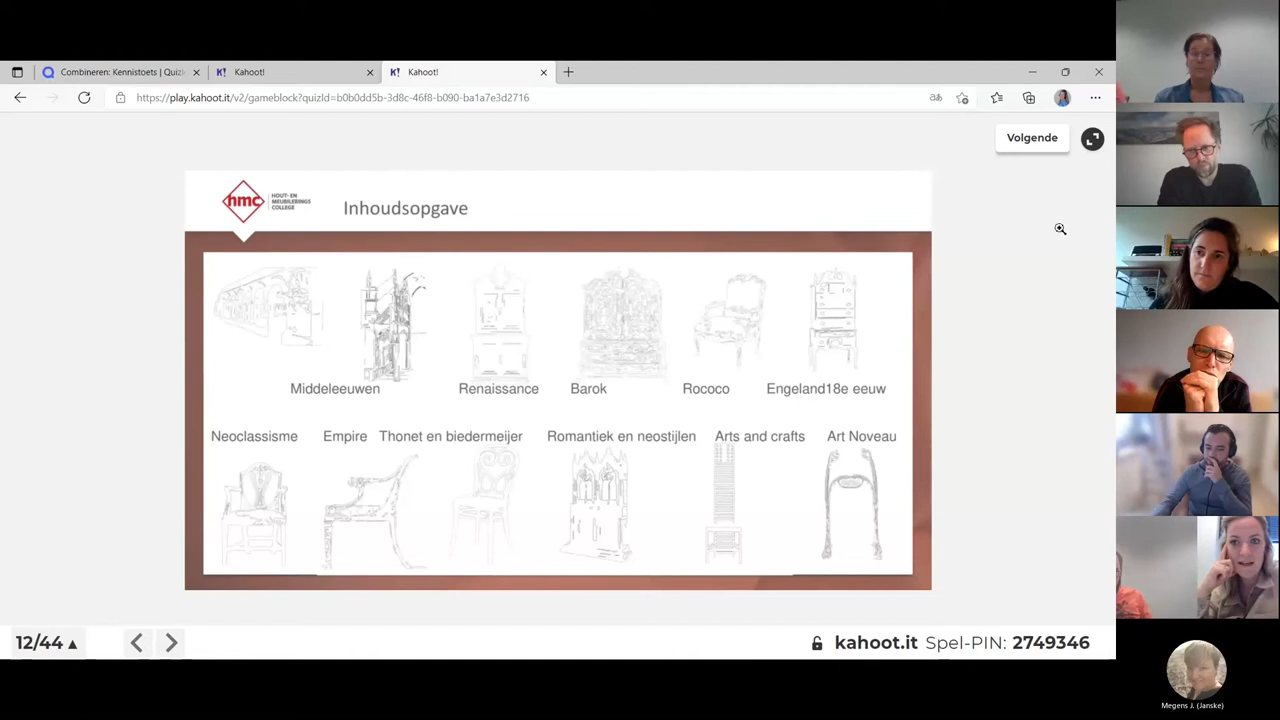 Combineren: Kennistoets | Quizl
Kahoot!
Kahoot!
https://play.kahoot.it/v2/gameblock?quizId=b0b0dd5b-3d8c-46f8-b090-ba1a7e3d2716
Volgende
hmc
HOUT- EN
MEUBILERINGS
COLLEGE
Inhoudsopgave
Middeleeuwen Renaissance Barok Rococo Engeland18e eeuw
Neoclassisme Empire Thonet en biedermeijer Romantiek en neostijlen Arts and crafts Art Noveau
12/44
kahoot.it Spel-PIN: 2749346
Megens J. (Janske)